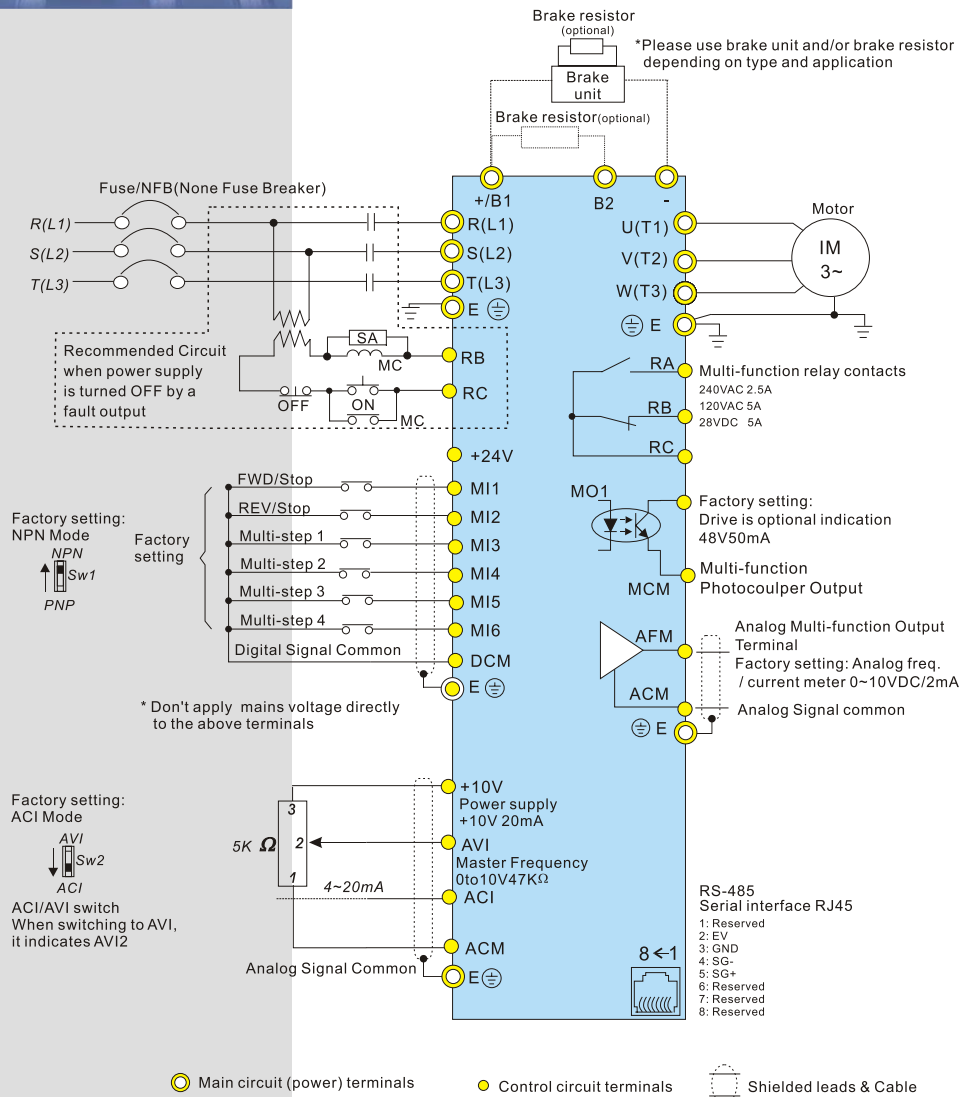 Brake resistor
(optional)
*Please use brake unit and/or brake resistor
depending on type and application
Brake
unit
Brake resistor(optional)
Fuse/NFB(None Fuse Breaker)
+/B1
B2
-
R(L1)
R(L1)
S(L2)
S(L2)
T(L3)
T(L3)
E
U(T1)
V(T2)
W(T3)
E
Motor
IM
3~
Recommended Circuit
when power supply
is turned OFF by a
fault output
SA
MC
RB
OFF
ON
MC
RC
RA
Multi-function relay contacts
240VAC 2.5A
RB
120VAC 5A
28VDC 5A
RC
+24V
Factory setting:
NPN Mode
NPN
Sw1
PNP
Factory
setting
FWD/Stop
MI1
REV/Stop
MI2
Multi-step 1
MI3
Multi-step 2
MI4
Multi-step 3
MI5
Multi-step 4
MI6
Digital Signal Common
DCM
E
* Don't apply mains voltage directly
to the above terminals
MO1
Factory setting:
Drive is optional indication
48V50mA
MCM
Multi-function
Photocoulper Output
AFM
Analog Multi-function Output
Terminal
Factory setting: Analog freq.
/ current meter 0~10VDC/2mA
ACM
Analog Signal common
E
Factory setting:
ACI Mode
AVI
Sw2
ACI
ACI/AVI switch
When switching to AVI,
it indicates AVI2
+10V
Power supply
+10V 20mA
3
5K Ω
2
1
AVI
Master Frequency
0to10V47KΩ
4~20mA
ACI
ACM
Analog Signal Common
E
8←1
RS-485
Serial interface RJ45
1: Reserved
2: EV
3: GND
4: SG-
5: SG+
6: Reserved
7: Reserved
8: Reserved
Main circuit (power) terminals
Control circuit terminals
Shielded leads & Cable